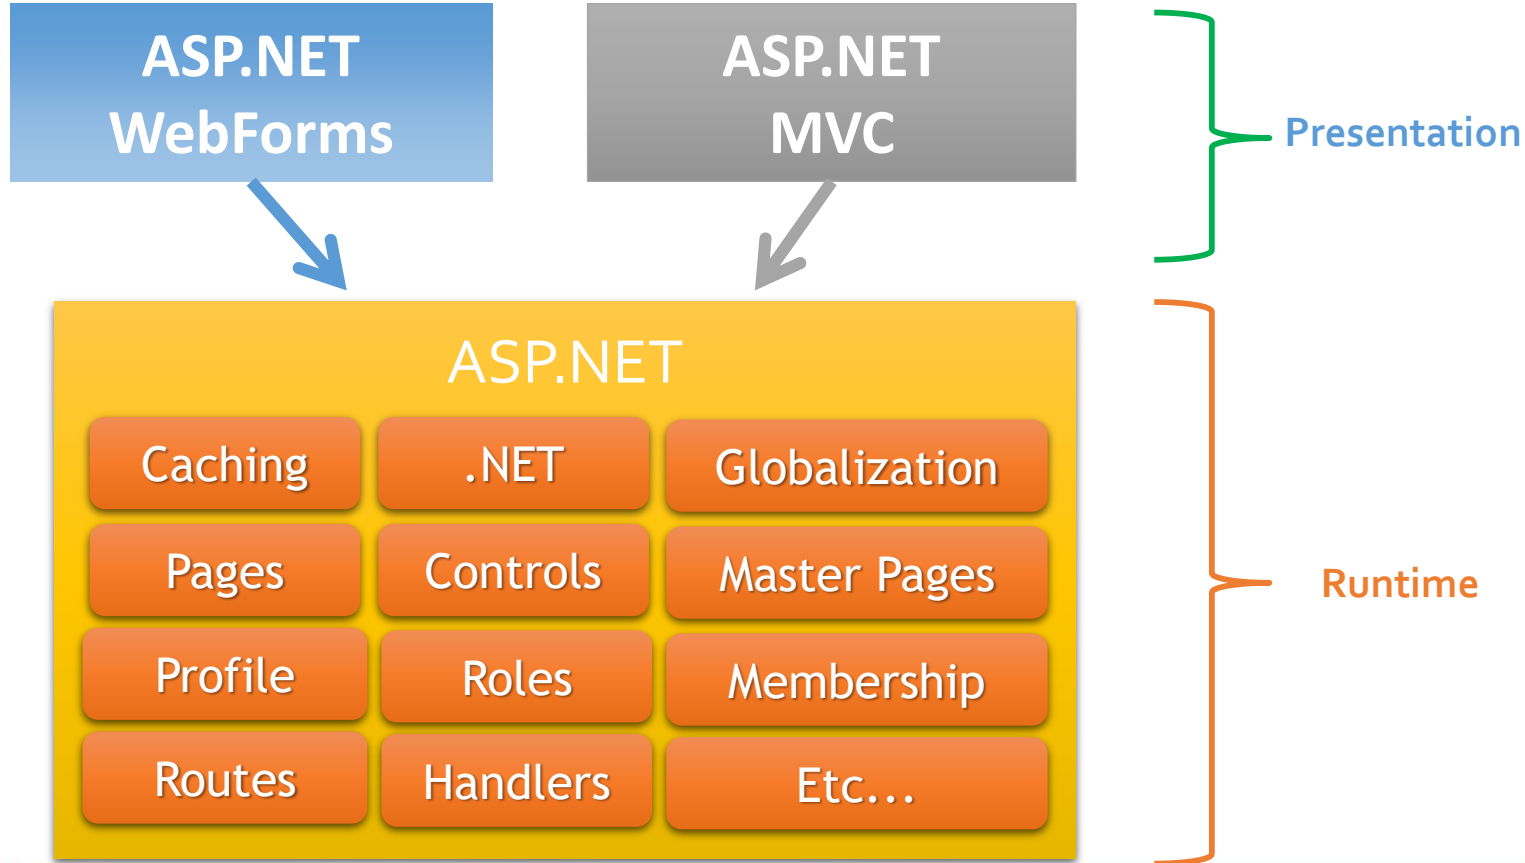 ASP.NET
WebForms
ASP.NET
MVC
Presentation
ASP.NET
Caching
.NET
Globalization
Pages
Controls
Master Pages
Runtime
Profile
Roles
Membership
Routes
Handlers
Etc...